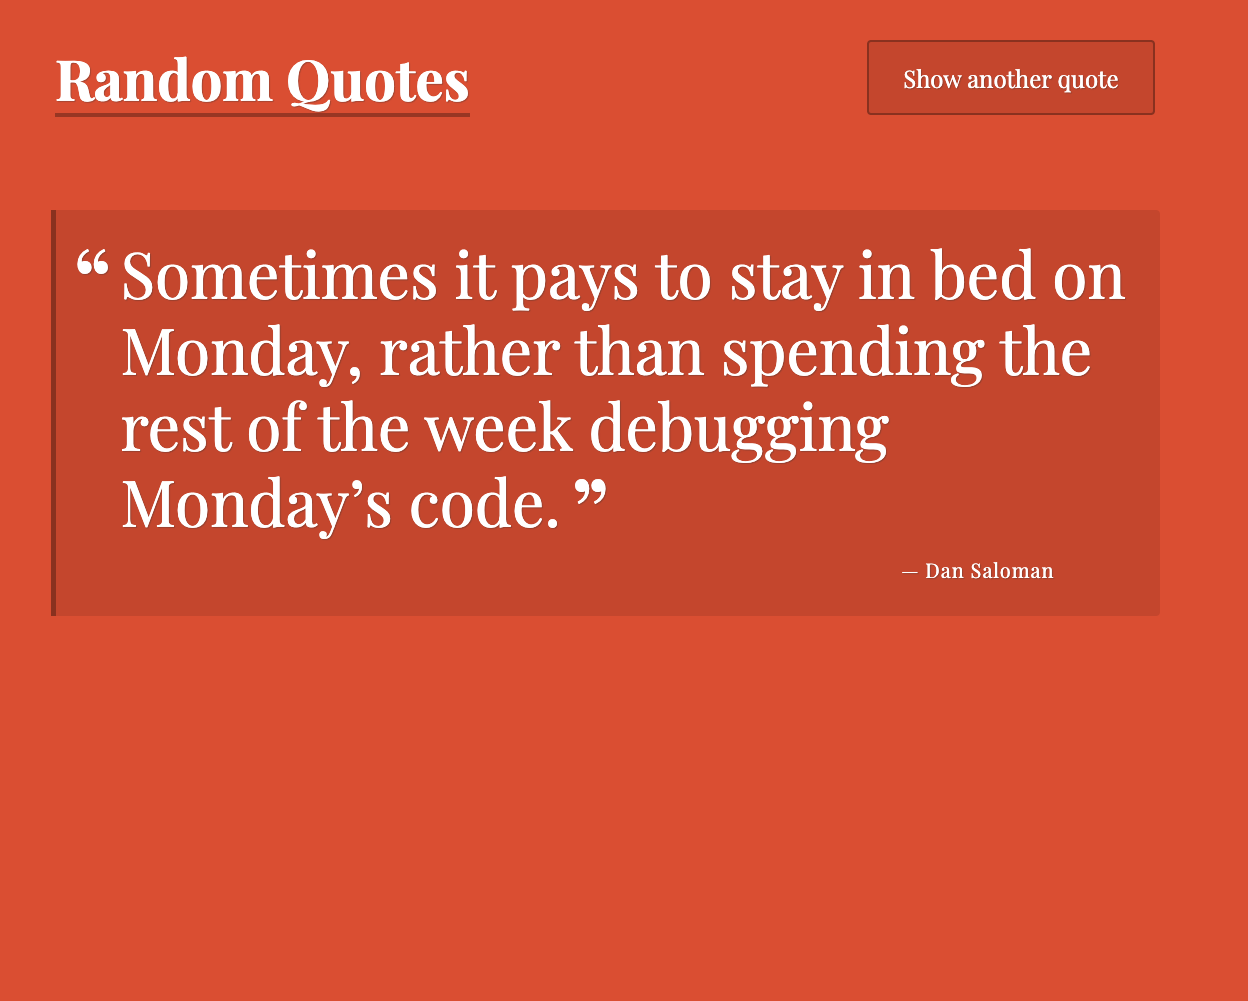 Random Quotes
Show another quote
“ Sometimes it pays to stay in bed on
Monday, rather than spending the
rest of the week debugging
Monday’s code. ”
— Dan Saloman